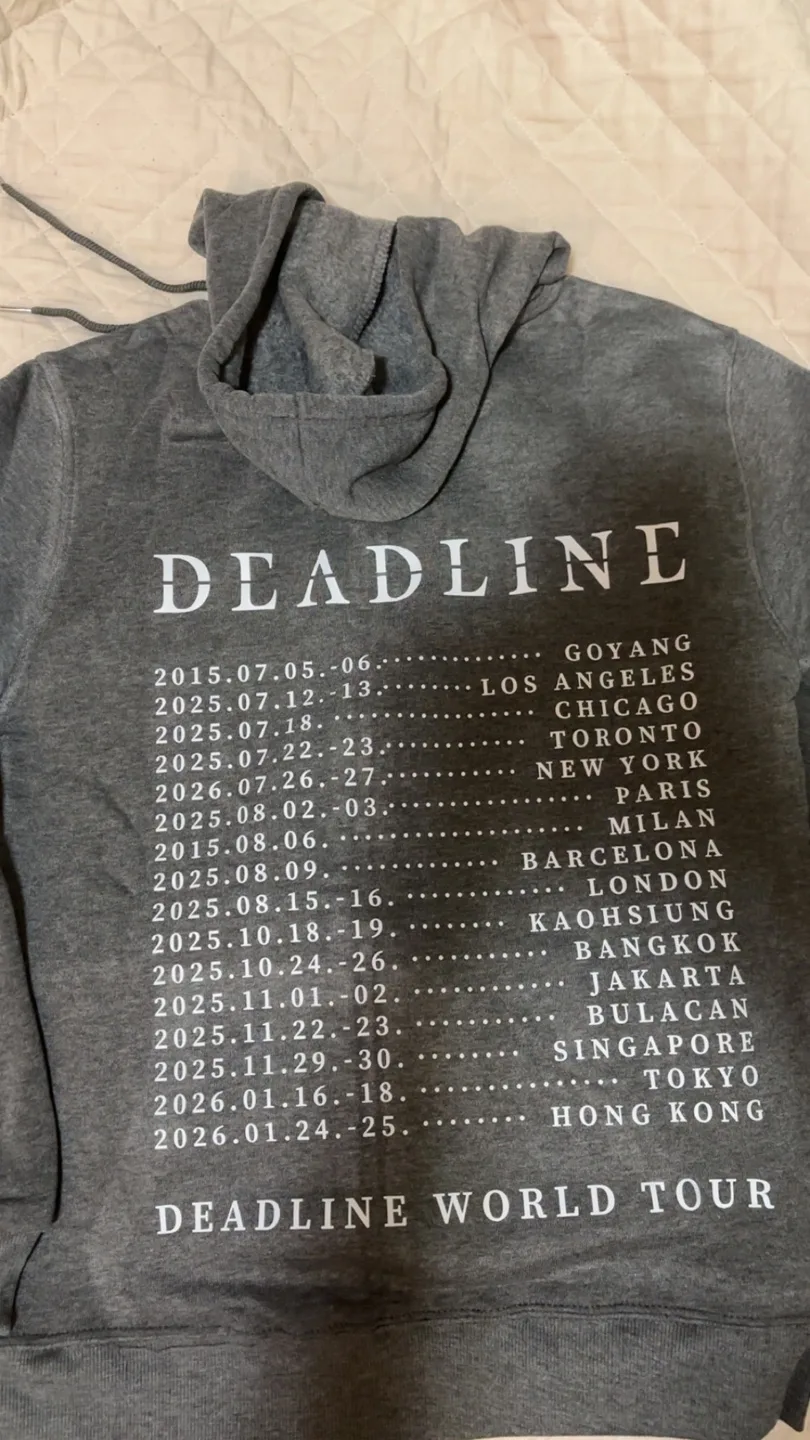 DEADLINE
2015.07.05.-06. GOYANG
2025.07.12.-13. LOS ANGELES
2025.07.18. CHICAGO
2025.07.22.-23. TORONTO
2026.07.26.-27. NEW YORK
2025.08.02.-03. PARIS
2015.08.06. MILAN
2025.08.09. BARCELONA
2025.08.15.-16. LONDON
2025.10.18.-19. KAOHSIUNG
2025.10.24.-26. BANGKOK
2025.11.01.-02. JAKARTA
2025.11.22.-23. BULACAN
2025.11.29.-30. SINGAPORE
2026.01.16.-18. TOKYO
2026.01.24.-25. HONG KONG
DEADLINE WORLD TOUR